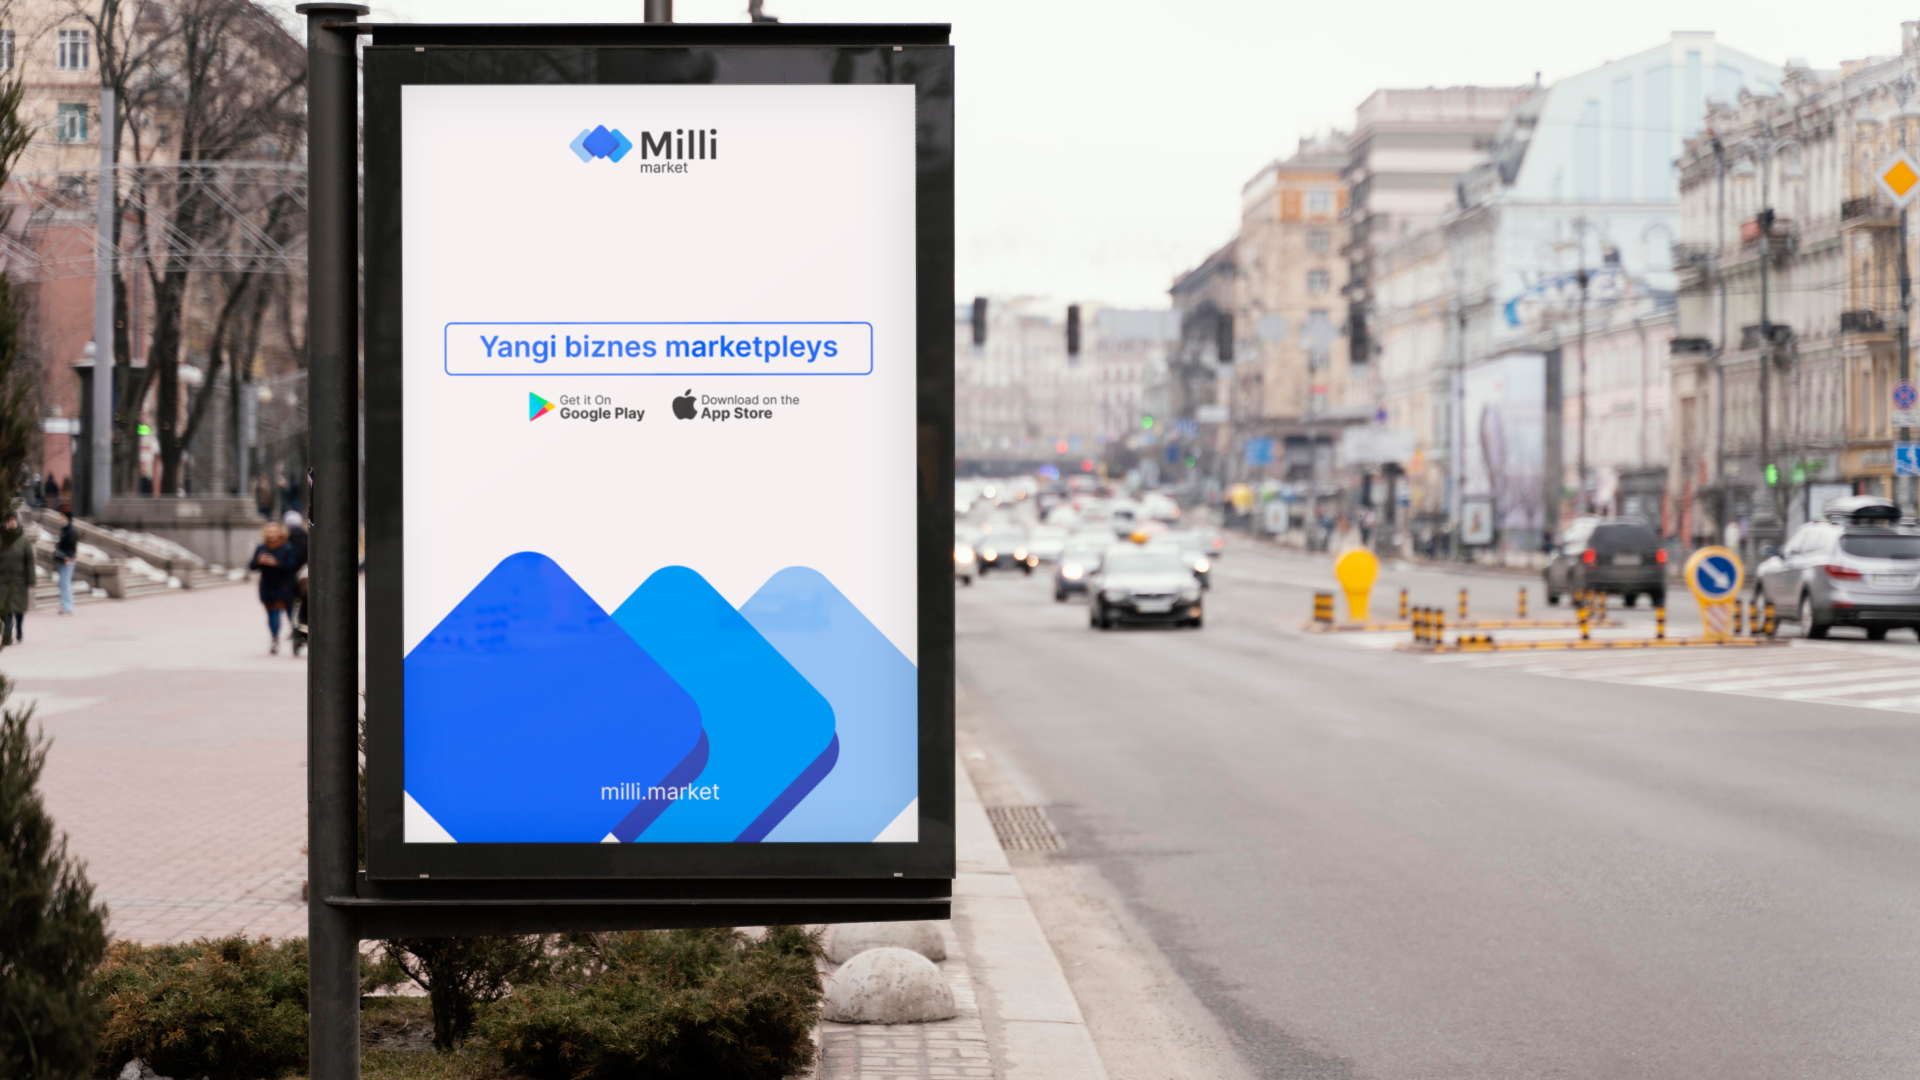 Milli
market
Yangi biznes marketpleys
Get it On
Google Play
Download on the
App Store
milli.market